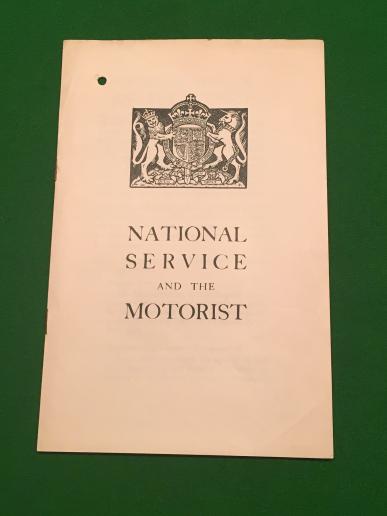 NATIONAL
SERVICE
AND THE
MOTORIST